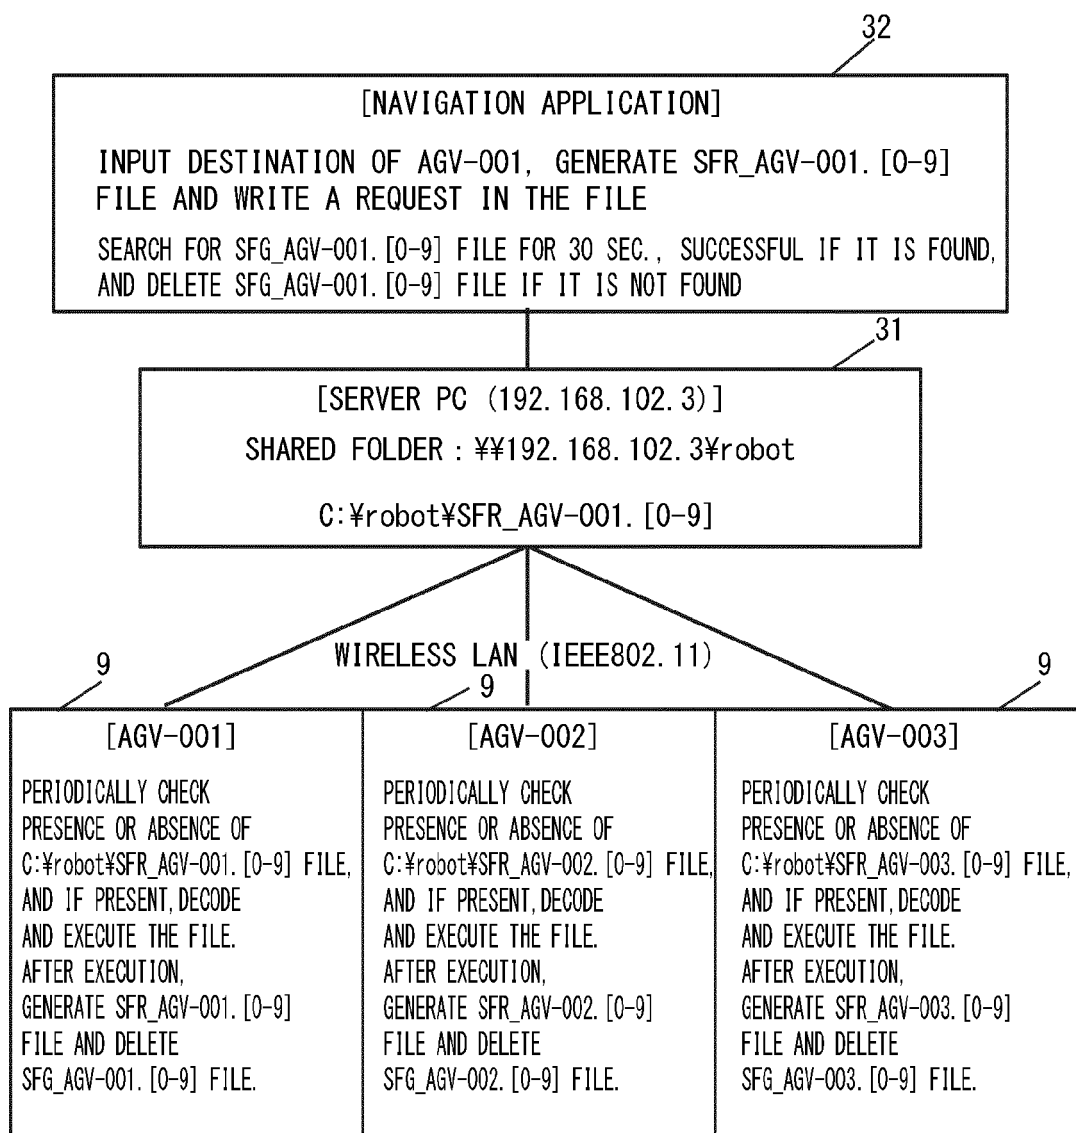 32
[NAVIGATION APPLICATION]
INPUT DESTINATION OF AGV-001, GENERATE SFR_AGV-001.[0-9]
FILE AND WRITE A REQUEST IN THE FILE
SEARCH FOR SFG_AGV-001.[0-9] FILE FOR 30 SEC., SUCCESSFUL IF IT IS FOUND,
AND DELETE SFG_AGV-001.[0-9] FILE IF IT IS NOT FOUND
31
[SERVER PC (192.168.102.3)]
SHARED FOLDER : ¥¥192.168.102.3¥robot
C:¥robot¥SFR_AGV-001.[0-9]
WIRELESS LAN (IEEE802.11)
9
[AGV-001]
PERIODICALLY CHECK
PRESENCE OR ABSENCE OF
C:¥robot¥SFR_AGV-001.[0-9] FILE,
AND IF PRESENT,DECODE
AND EXECUTE THE FILE.
AFTER EXECUTION,
GENERATE SFR_AGV-001.[0-9]
FILE AND DELETE
SFG_AGV-001.[0-9] FILE.
9
[AGV-002]
PERIODICALLY CHECK
PRESENCE OR ABSENCE OF
C:¥robot¥SFR_AGV-002.[0-9] FILE,
AND IF PRESENT,DECODE
AND EXECUTE THE FILE.
AFTER EXECUTION,
GENERATE SFR_AGV-002.[0-9]
FILE AND DELETE
SFG_AGV-002.[0-9] FILE.
9
[AGV-003]
PERIODICALLY CHECK
PRESENCE OR ABSENCE OF
C:¥robot¥SFR_AGV-003.[0-9] FILE,
AND IF PRESENT,DECODE
AND EXECUTE THE FILE.
AFTER EXECUTION,
GENERATE SFR_AGV-003.[0-9]
FILE AND DELETE
SFG_AGV-003.[0-9] FILE.